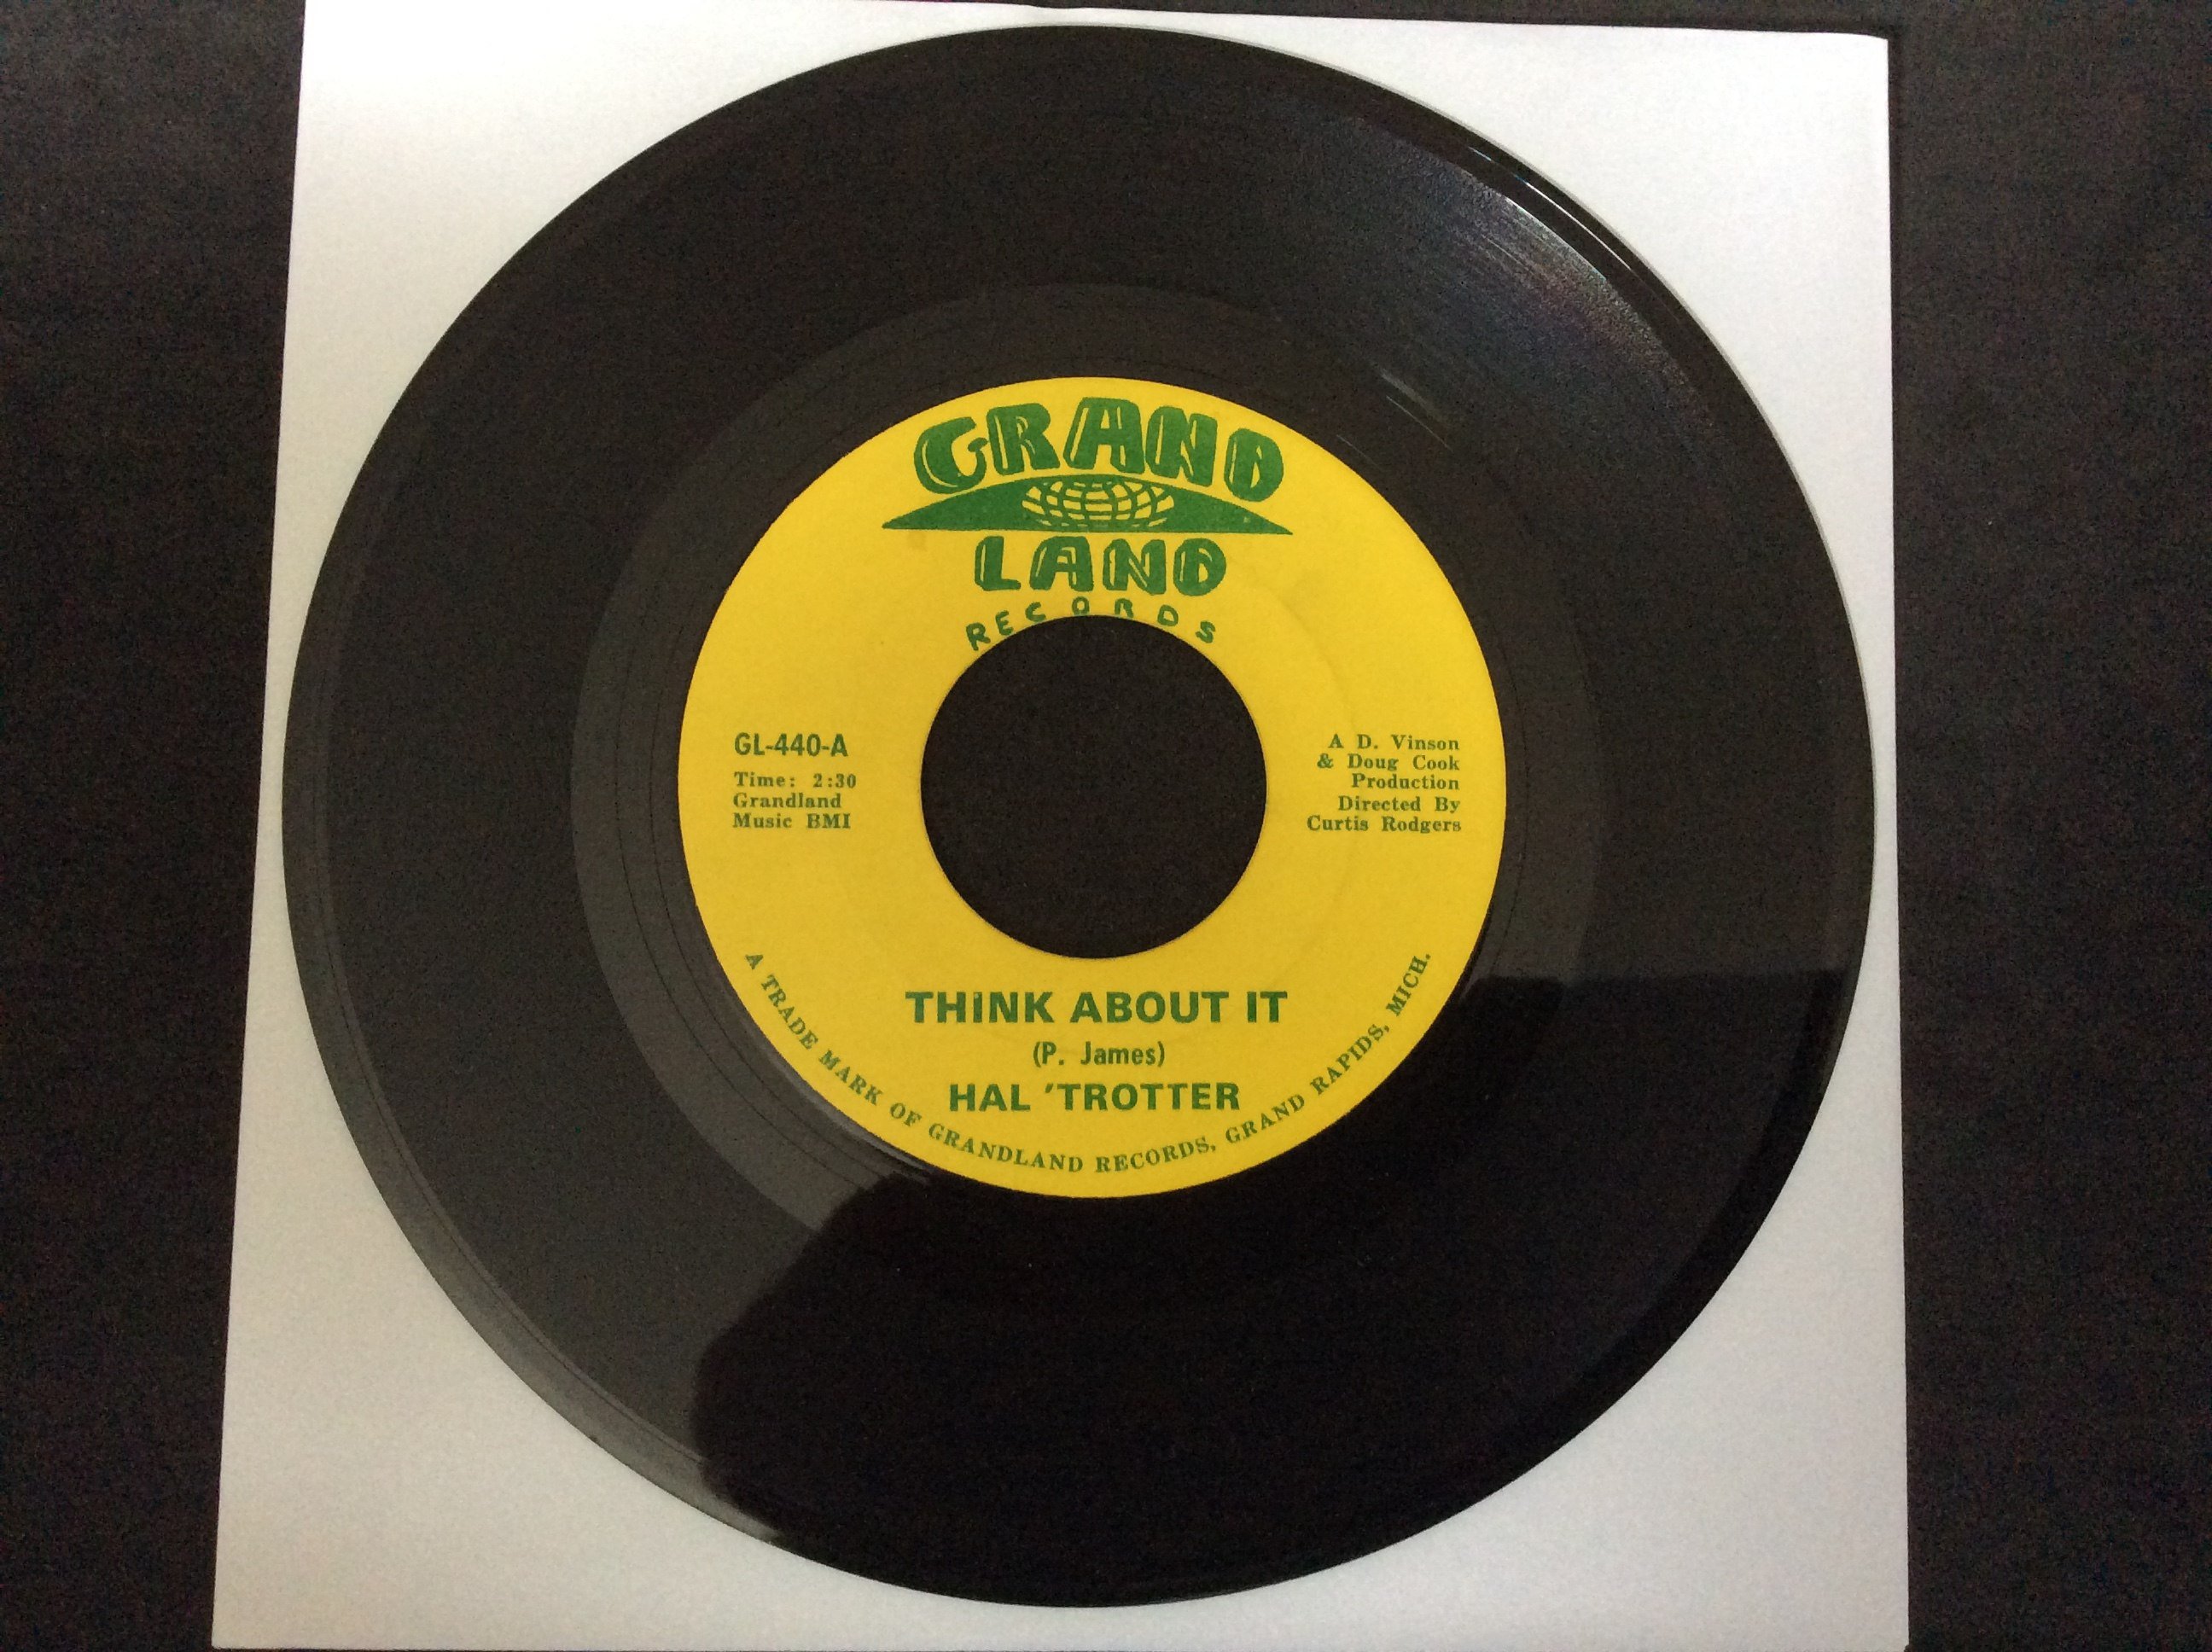 GRAND
LAND
RECORDS
GL-440-A
Time: 2:30
Grandland
Music BMI
A D. Vinson
& Doug Cook
Production
Directed By
Curtis Rodgers
THINK ABOUT IT
(P. James)
HAL 'TROTTER
A TRADE MARK OF GRANDLAND RECORDS, GRAND RAPIDS, MICH.